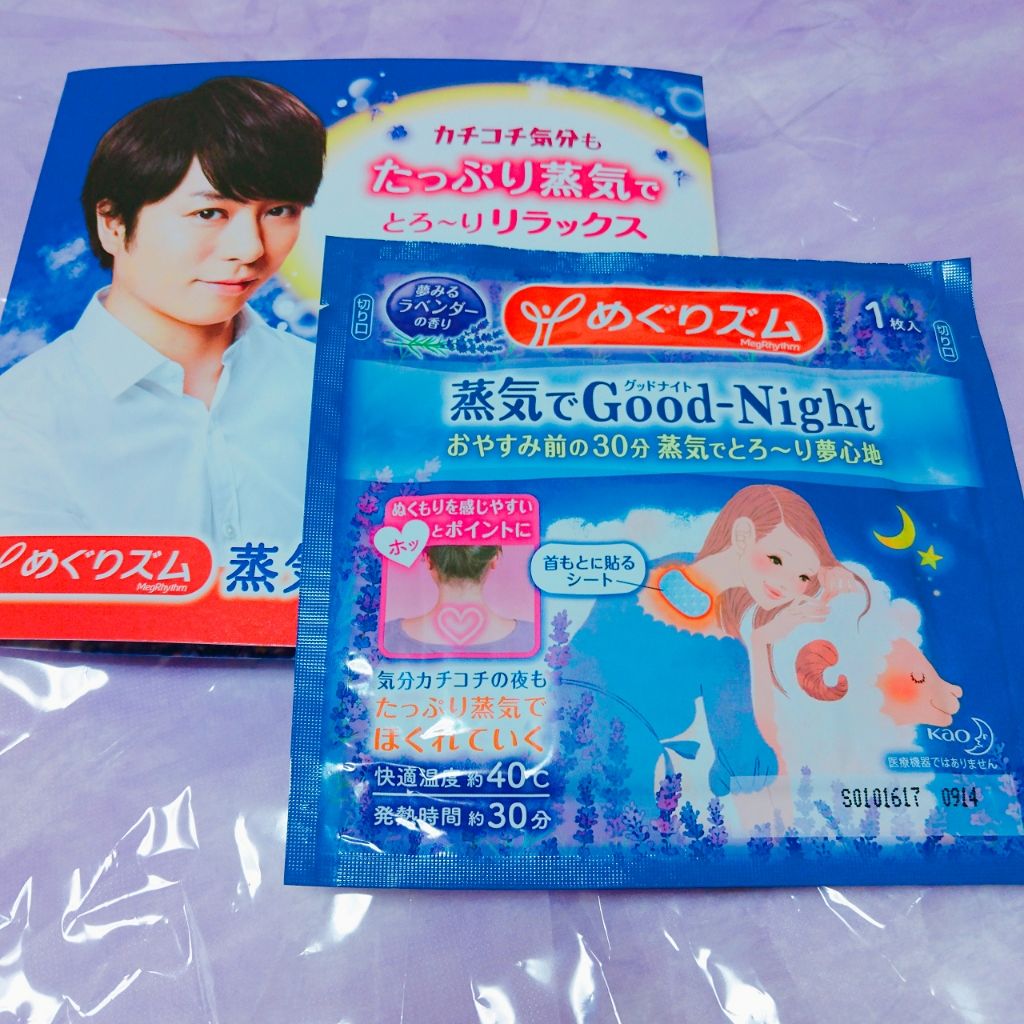 カチコチ気分も
たっぷり蒸気で
とろ〜りリラックス
めぐりズム
MegRhythm
蒸気
切り口
夢みる
ラベンダー
の香り
めぐりズム
MegRhythm
1枚入
切り口
グッドナイト
蒸気でGood-Night
おやすみ前の30分 蒸気でとろ〜り夢心地
ぬくもりを感じやすい
ホッ とポイントに
首もとに貼る
シート
気分カチコチの夜も
たっぷり蒸気で
ほぐれていく
快適温度 約40℃
発熱時間 約30分
Kao
医療機器ではありません
S0101617 0914